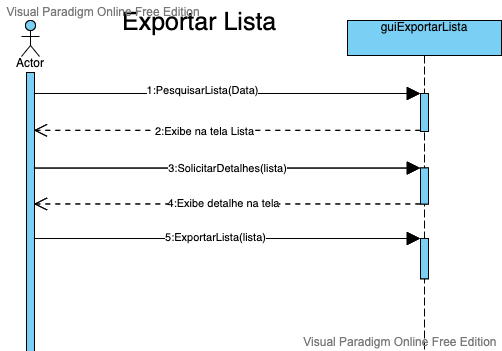 Visual Paradigm Online Free Edition
Exportar Lista
guiExportarLista
Actor
1:PesquisarLista(Data)
2:Exibe na tela Lista
3:SolicitarDetalhes(lista)
4:Exibe detalhe na tela
5:ExportarLista(lista)
Visual Paradigm Online Free Edition